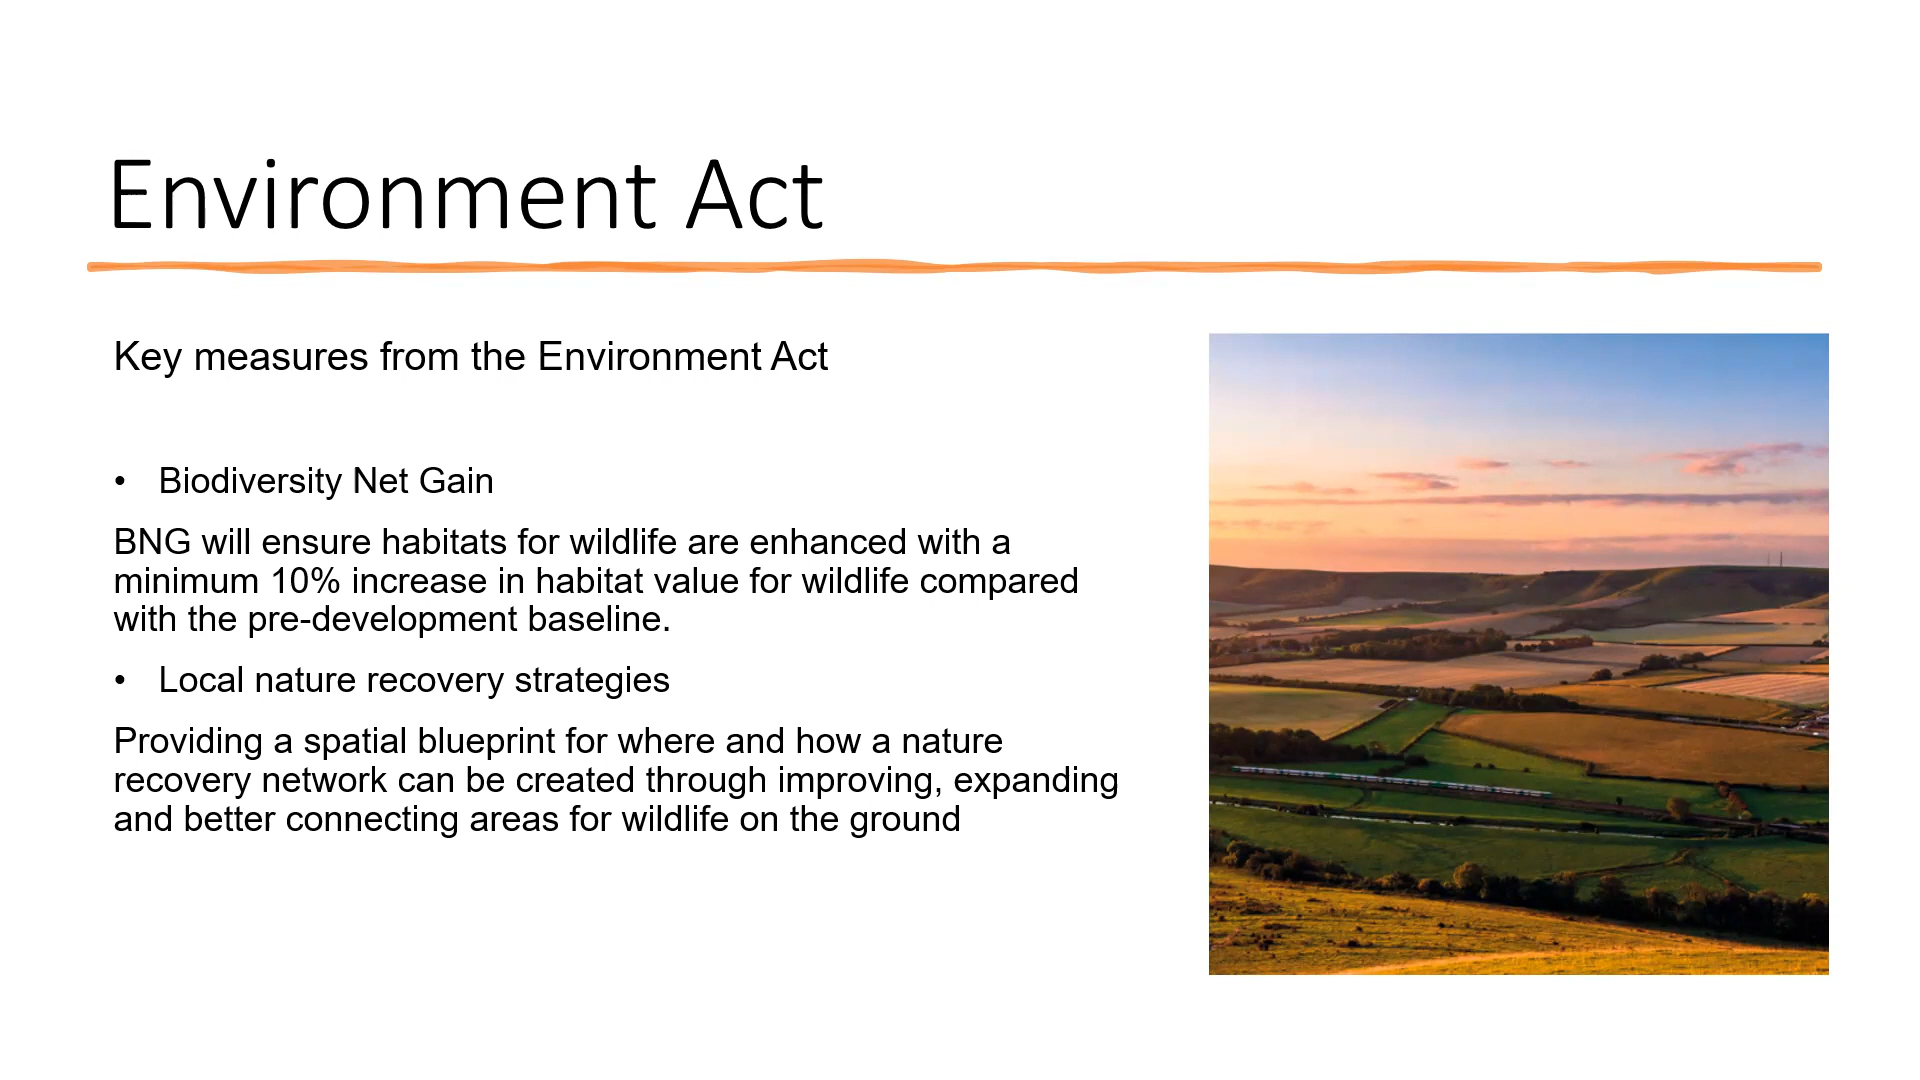 Environment Act
Key measures from the Environment Act
• Biodiversity Net Gain
BNG will ensure habitats for wildlife are enhanced with a
minimum 10% increase in habitat value for wildlife compared
with the pre-development baseline.
• Local nature recovery strategies
Providing a spatial blueprint for where and how a nature
recovery network can be created through improving, expanding
and better connecting areas for wildlife on the ground